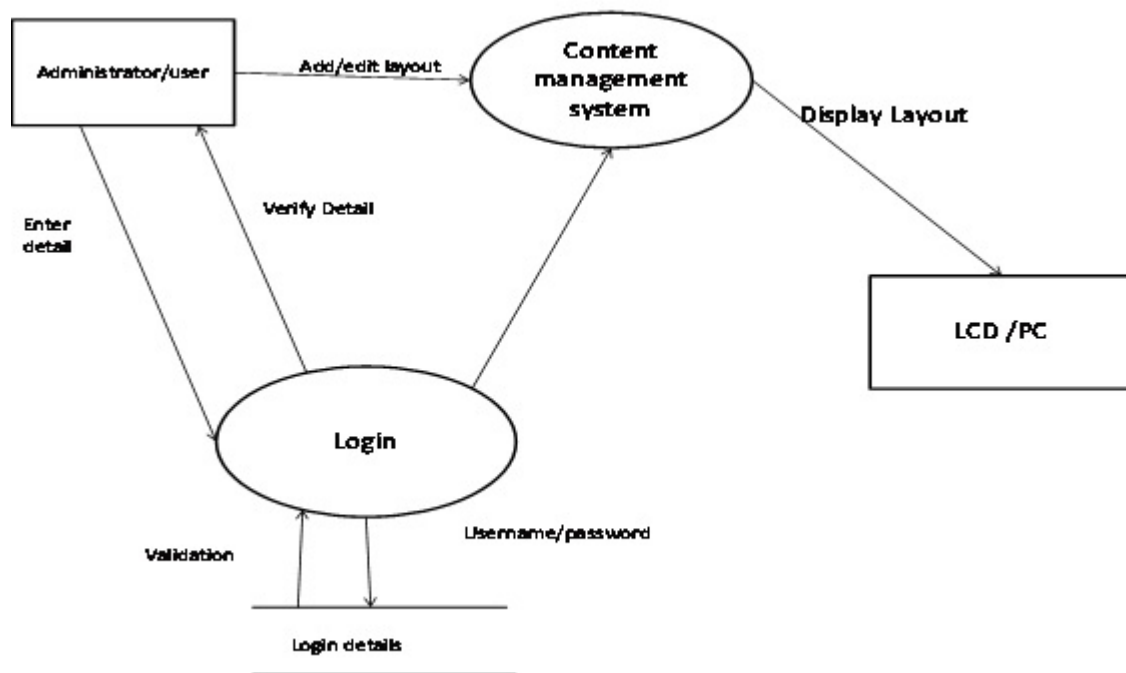 Administrator/user
Add/edit layout
Content
management
system
Display Layout
Enter
detail
Verify Detail
LCD /PC
Login
Username/password
Validation
Login details